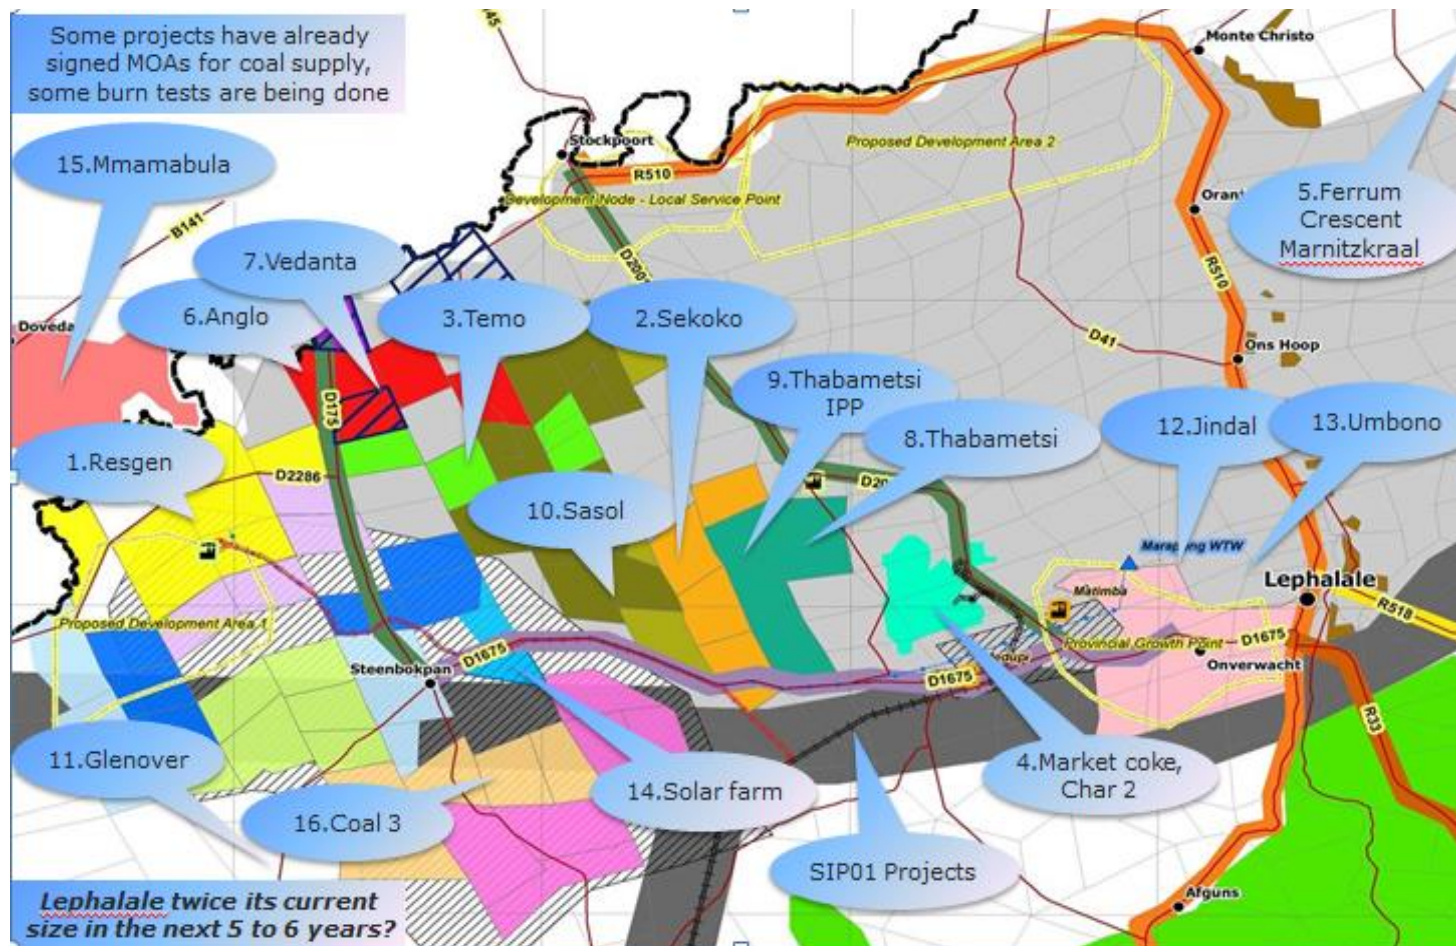 Some projects have already
signed MOAs for coal supply,
some burn tests are being done
Monte Christo
Stockpoort
Proposed Development Area 2
15.Mmamabula
R510
5.Ferrum
Crescent
Marnitzkraal
Development Node - Local Service Point
B141
7.Vedanta
R510
6.Anglo
3.Temo
2.Sekoko
Doveda
D41
Ons Hoop
9.Thabametsi
IPP
D175
8.Thabametsi
12.Jindal
13.Umbono
1.Resgen
D2286
10.Sasol
Marapong WTW
Lephalale
Matimba
R518
Proposed Development Area 1
Provincial Growth Point
D1675
D1675
Steenbokpan
Onverwacht
D1675
R33
11.Glenover
4.Market coke,
Char 2
14.Solar farm
16.Coal 3
SIP01 Projects
Afguns
Lephalale twice its current
size in the next 5 to 6 years?